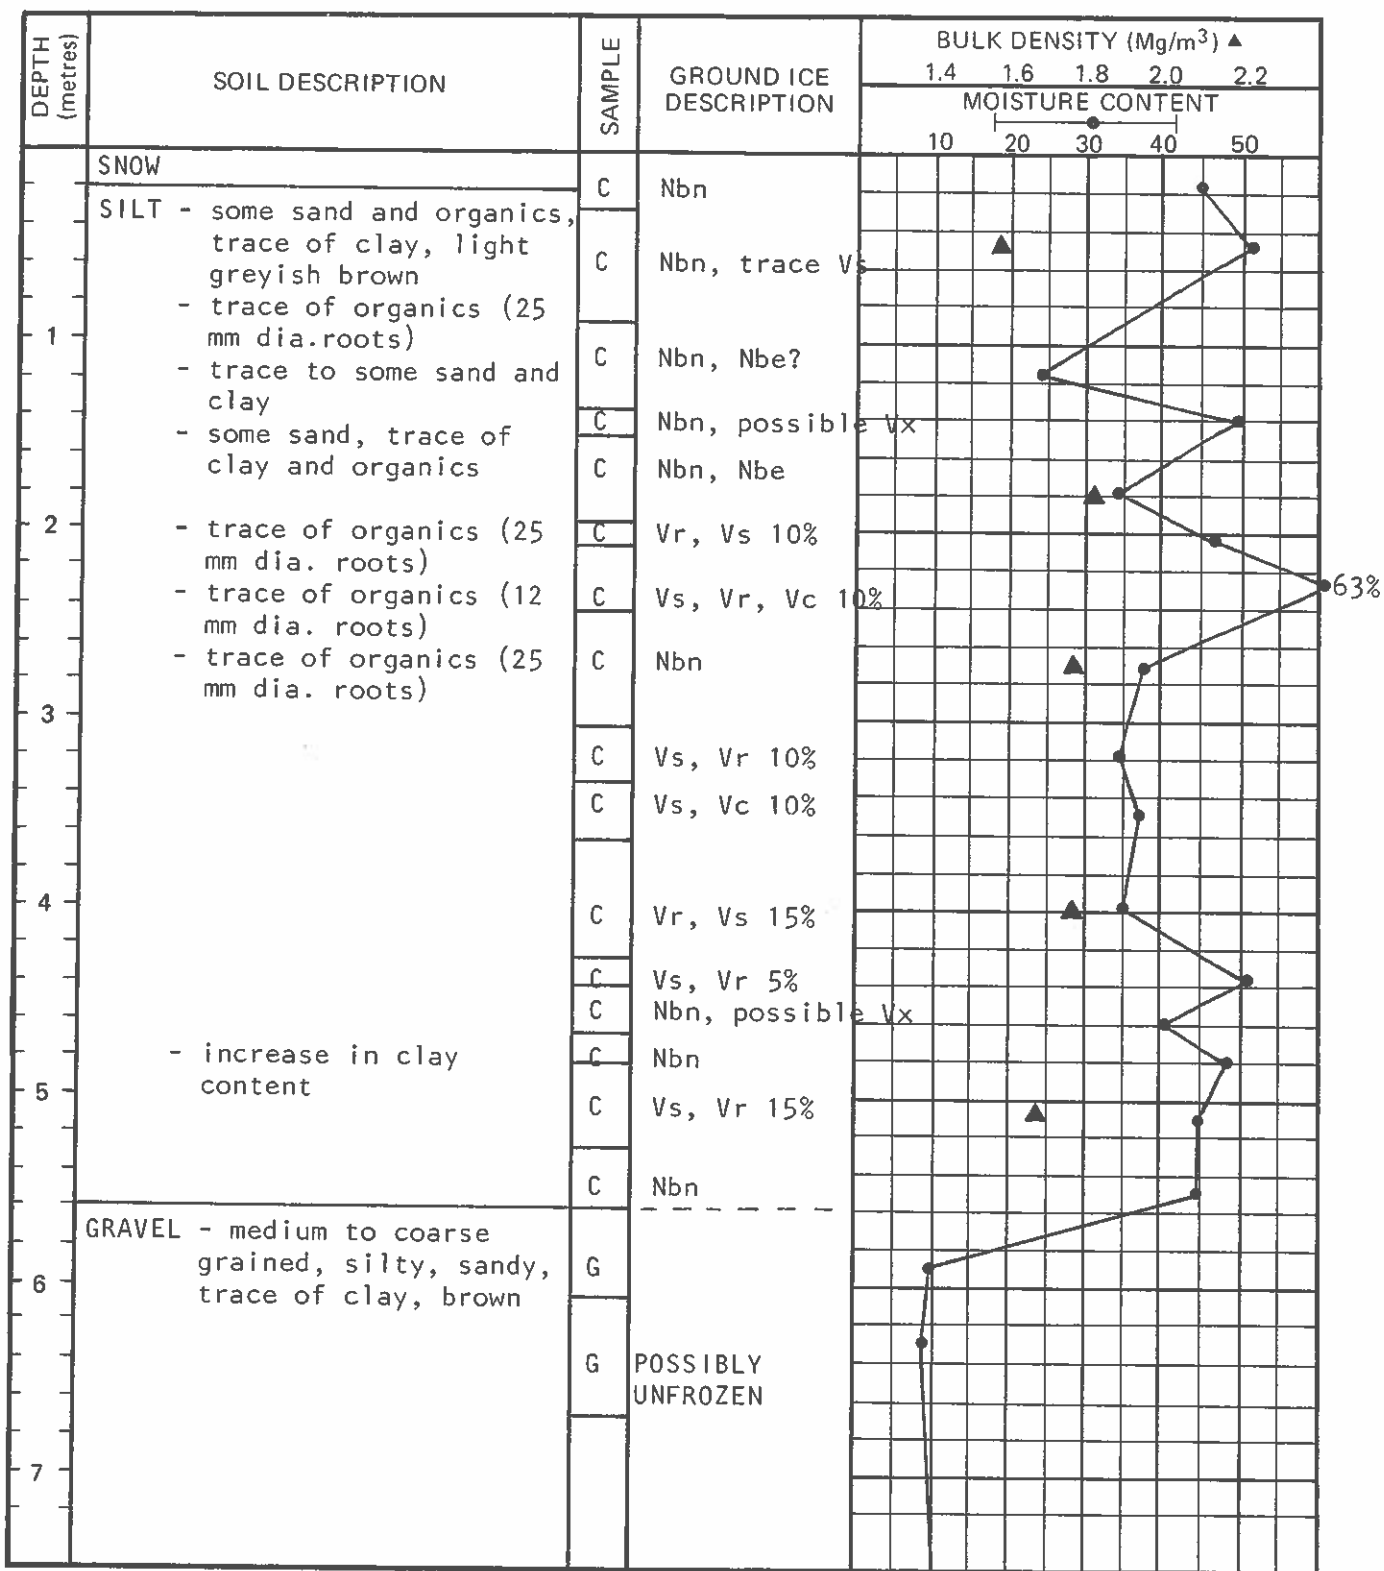 DEPTH
(metres)
SOIL DESCRIPTION
SAMPLE
GROUND ICE
DESCRIPTION
BULK DENSITY (Mg/m³) ▲
1.4 1.6 1.8 2.0 2.2
MOISTURE CONTENT
10 20 30 40 50
SNOW
C Nbn
SILT - some sand and organics,
trace of clay, light
greyish brown
C Nbn, trace Vs
- trace of organics (25
mm dia.roots)
1
- trace to some sand and
clay
C Nbn, Nbe?
- some sand, trace of
clay and organics
C Nbn, possible Vx
C Nbn, Nbe
2
- trace of organics (25
mm dia. roots)
C Vr, Vs 10%
- trace of organics (12
mm dia. roots)
C Vs, Vr, Vc 10%
63%
- trace of organics (25
mm dia. roots)
C Nbn
3
C Vs, Vr 10%
C Vs, Vc 10%
4
C Vr, Vs 15%
C Vs, Vr 5%
C Nbn, possible Vx
- increase in clay
content
C Nbn
5
C Vs, Vr 15%
C Nbn
GRAVEL - medium to coarse
grained, silty, sandy,
trace of clay, brown
G
6
G POSSIBLY
UNFROZEN
7